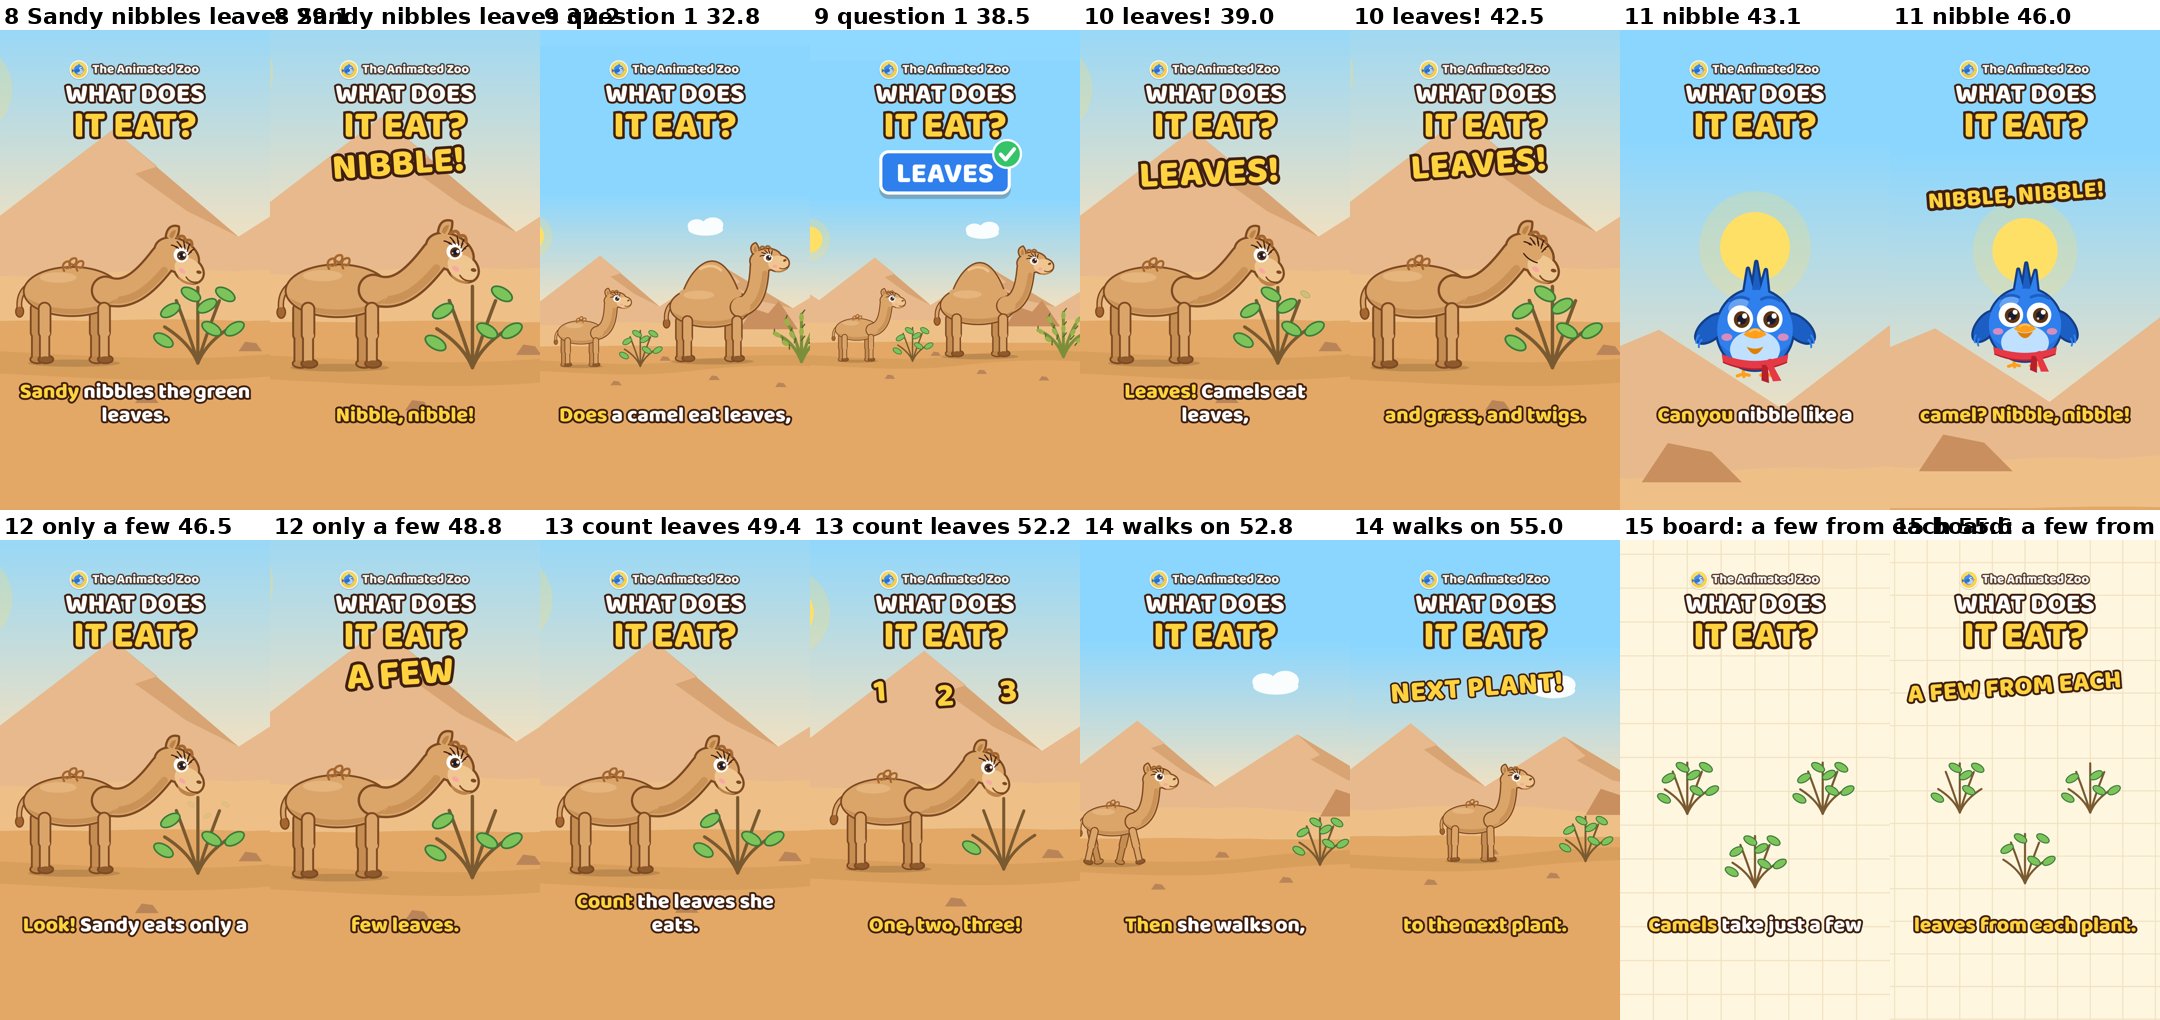 8 Sandy nibbles leaves 29.1
The Animated Zoo
WHAT DOES
IT EAT?
Sandy nibbles the green
leaves.
8 Sandy nibbles leaves 32.2
The Animated Zoo
WHAT DOES
IT EAT?
NIBBLE!
Nibble, nibble!
9 question 1 32.8
The Animated Zoo
WHAT DOES
IT EAT?
Does a camel eat leaves,
9 question 1 38.5
The Animated Zoo
WHAT DOES
IT EAT?
LEAVES
10 leaves! 39.0
The Animated Zoo
WHAT DOES
IT EAT?
LEAVES!
Leaves! Camels eat
leaves,
10 leaves! 42.5
The Animated Zoo
WHAT DOES
IT EAT?
LEAVES!
and grass, and twigs.
11 nibble 43.1
The Animated Zoo
WHAT DOES
IT EAT?
Can you nibble like a
11 nibble 46.0
The Animated Zoo
WHAT DOES
IT EAT?
NIBBLE, NIBBLE!
camel? Nibble, nibble!
12 only a few 46.5
The Animated Zoo
WHAT DOES
IT EAT?
Look! Sandy eats only a
12 only a few 48.8
The Animated Zoo
WHAT DOES
IT EAT?
A FEW
few leaves.
13 count leaves 49.4
The Animated Zoo
WHAT DOES
IT EAT?
Count the leaves she
eats.
13 count leaves 52.2
The Animated Zoo
WHAT DOES
IT EAT?
1 2 3
One, two, three!
14 walks on 52.8
The Animated Zoo
WHAT DOES
IT EAT?
Then she walks on,
14 walks on 55.0
The Animated Zoo
WHAT DOES
IT EAT?
NEXT PLANT!
to the next plant.
15 board: a few from each 55.6
The Animated Zoo
WHAT DOES
IT EAT?
Camels take just a few
15 board: a few from
The Animated Zoo
WHAT DOES
IT EAT?
A FEW FROM EACH
leaves from each plant.